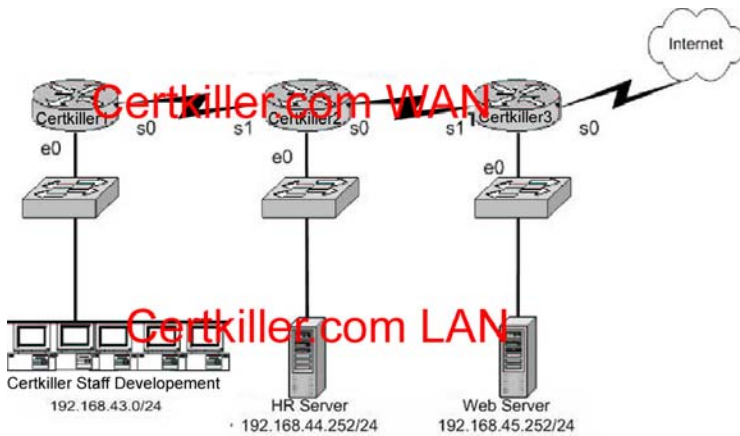 Internet
Certkiller.com WAN
Certkiller1
s0
s1
Certkiller2
s0
s1
Certkiller3
s0
e0
e0
e0
Certkiller.com LAN
Certkiller Staff Developement
192.168.43.0/24
HR Server
192.168.44.252/24
Web Server
192.168.45.252/24